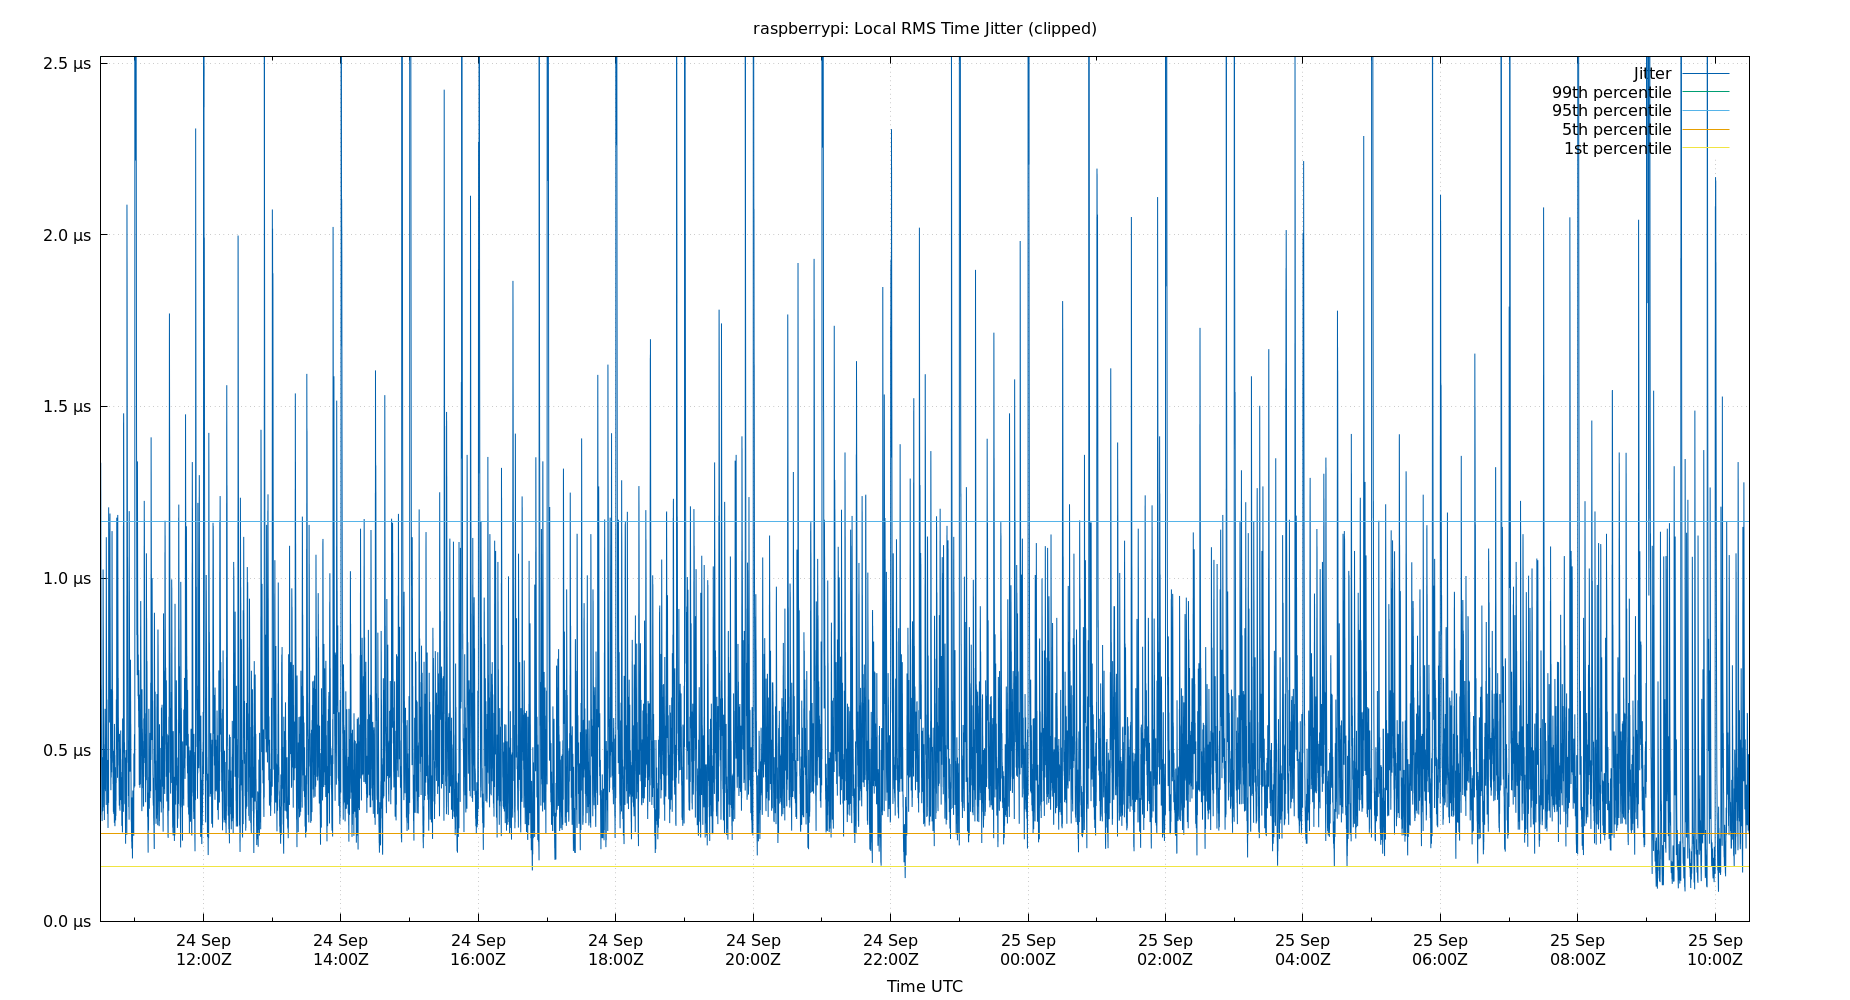 raspberrypi: Local RMS Time Jitter (clipped)
2.5 µs
2.0 µs
1.5 µs
1.0 µs
0.5 µs
0.0 µs
Jitter
99th percentile
95th percentile
5th percentile
1st percentile
24 Sep 24 Sep 24 Sep 24 Sep 24 Sep 24 Sep 25 Sep 25 Sep 25 Sep 25 Sep 25 Sep 25 Sep
12:00Z 14:00Z 16:00Z 18:00Z 20:00Z 22:00Z 00:00Z 02:00Z 04:00Z 06:00Z 08:00Z 10:00Z
Time UTC